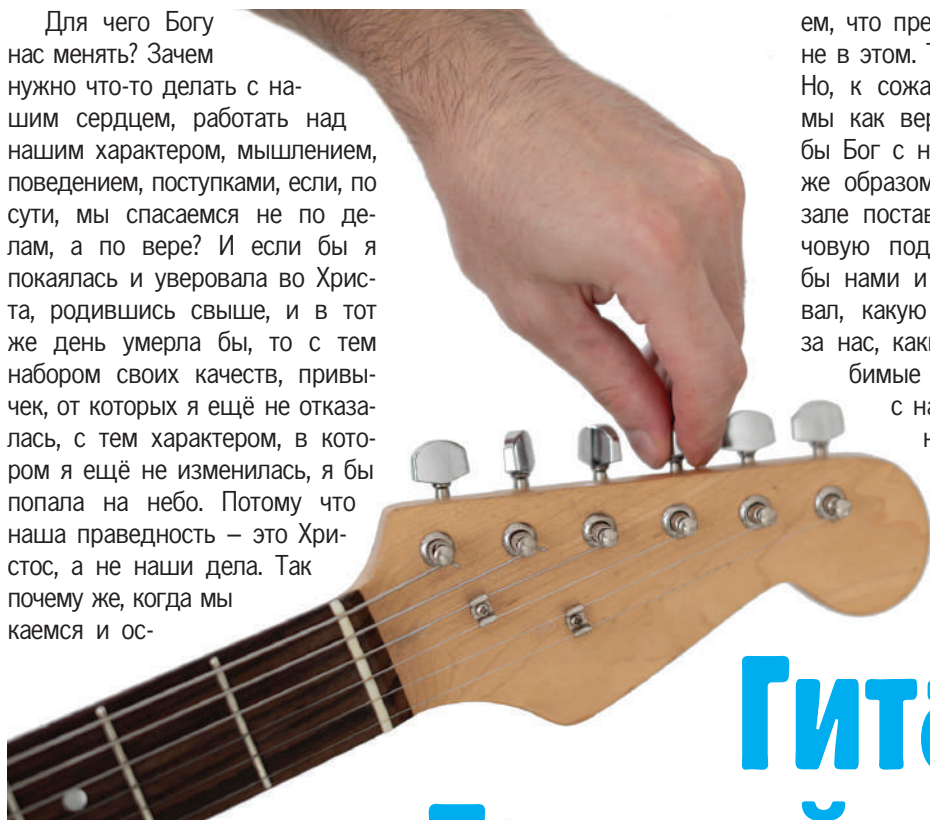 Для чего Богу
нас менять? Зачем
нужно что-то делать с на-
шим сердцем, работать над
нашим характером, мышлением,
поведением, поступками, если, по
сути, мы спасаемся не по де-
лам, а по вере? И если бы я
покаялась и уверовала во Хрис-
та, родившись свыше, и в тот
же день умерла бы, то с тем
набором своих качеств, привы-
чек, от которых я ещё не отказа-
лась, с тем характером, в кото-
ром я ещё не изменилась, я бы
попала на небо. Потому что
наша праведность – это Хри-
стос, а не наши дела. Так
почему же, когда мы
каемся и ос-
ем, что пре
не в этом. Т
Но, к сожа
мы как вер
бы Бог с н
же образом
зале постав
човую под
бы нами и
вал, какую
за нас, как
бимые
с на
Гита